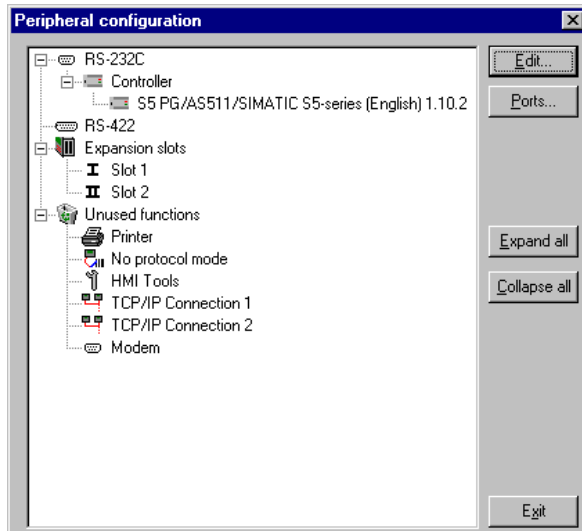 Peripheral configuration
RS-232C
Controller
S5 PG/AS511/SIMATIC S5-series (English) 1.10.2
RS-422
Expansion slots
I Slot 1
II Slot 2
Unused functions
Printer
No protocol mode
HMI Tools
TCP/IP Connection 1
TCP/IP Connection 2
Modem
Edit...
Ports...
Expand all
Collapse all
Exit